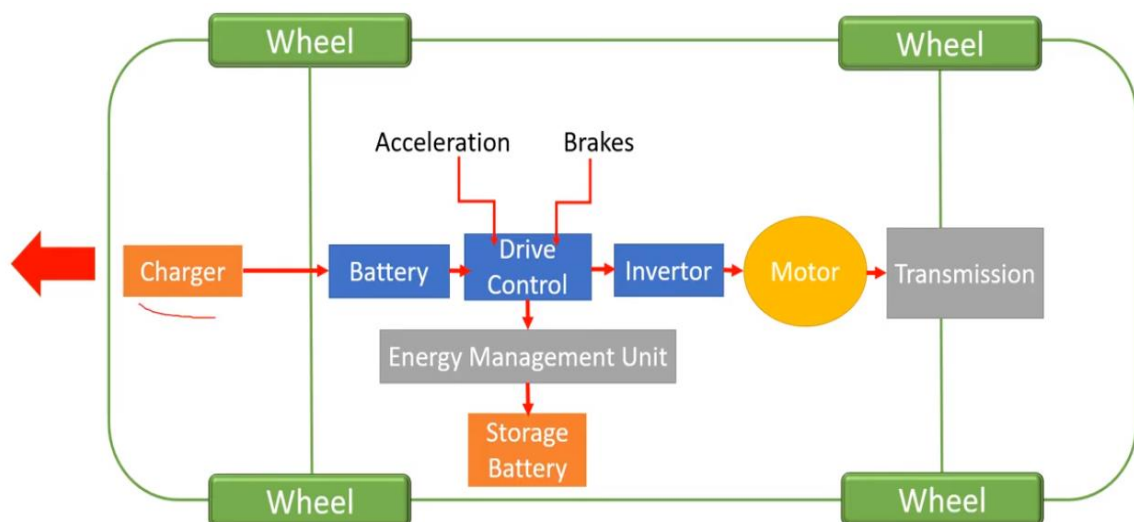 Wheel
Wheel
Acceleration
Brakes
Charger
Battery
Drive
Control
Invertor
Motor
Transmission
Energy Management Unit
Storage
Battery
Wheel
Wheel